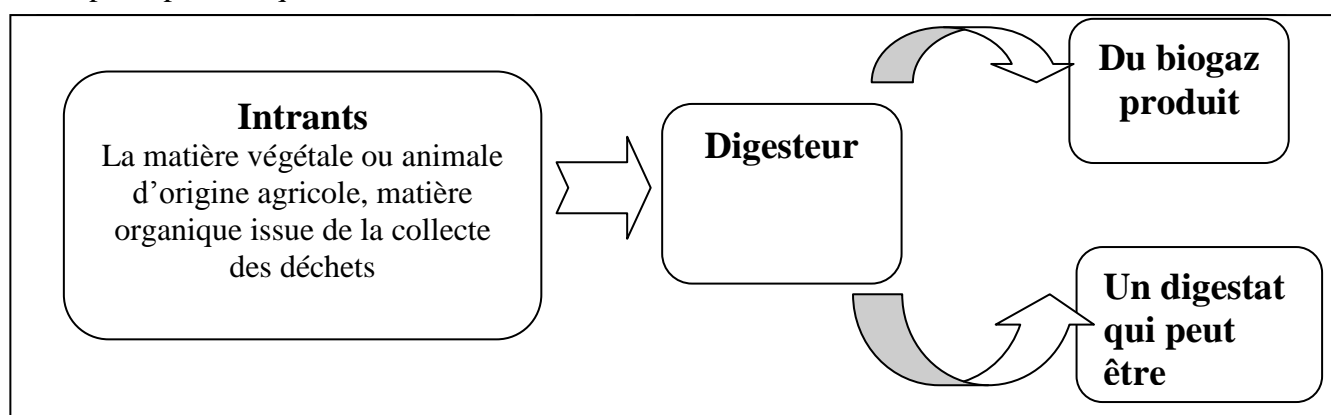 Intrants
La matière végétale ou animale
d'origine agricole, matière
organique issue de la collecte
des déchets
Digesteur
Du biogaz
produit
Un digestat
qui peut
être